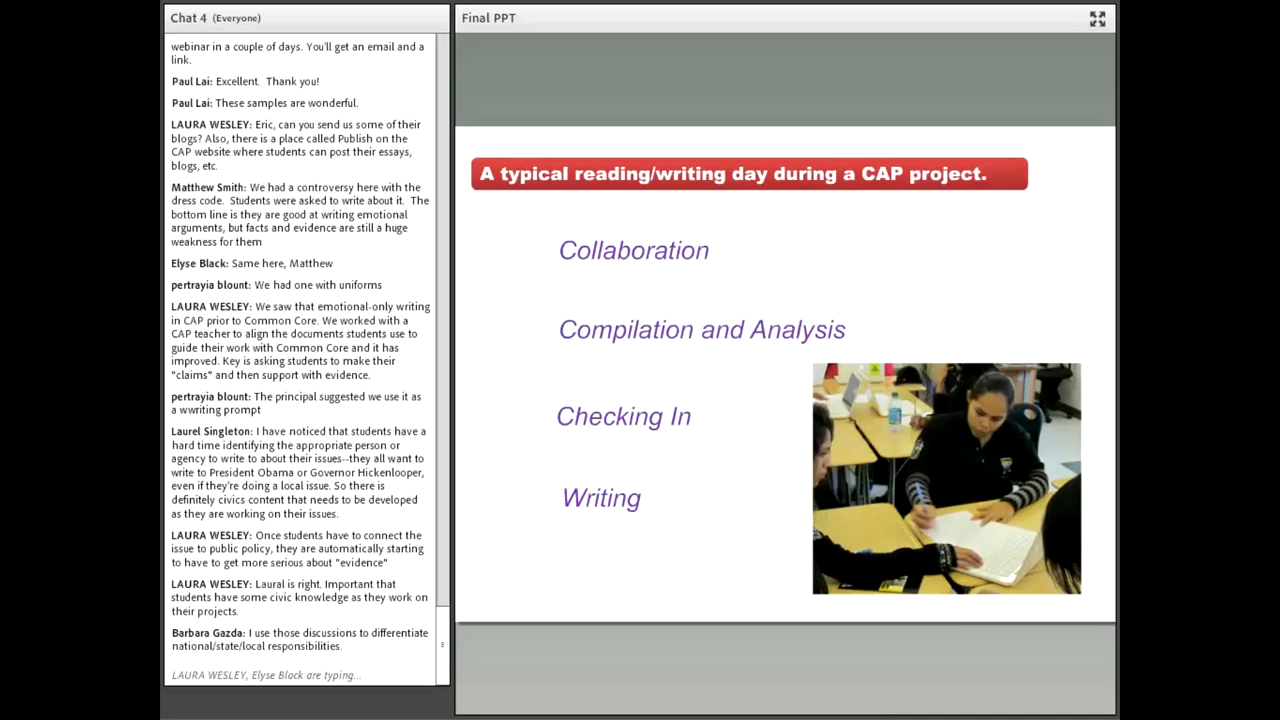 Chat 4 (Everyone)
webinar in a couple of days. You'll get an email and a
link.
Paul Lai: Excellent. Thank you!
Paul Lai: These samples are wonderful.
LAURA WESLEY: Eric, can you send us some of their
blogs? Also, there is a place called Publish on the
CAP website where students can post their essays,
blogs, etc.
Matthew Smith: We had a controversy here with the
dress code. Students were asked to write about it. The
bottom line is they are good at writing emotional
arguments, but facts and evidence are still a huge
weakness for them
Elyse Black: Same here, Matthew
pertrayia blount: We had one with uniforms
LAURA WESLEY: We saw that emotional-only writing
in CAP prior to Common Core. We worked with a
CAP teacher to align the documents students use to
guide their work with Common Core and it has
improved. Key is asking students to make their
"claims" and then support with evidence.
pertrayia blount: The principal suggested we use it as
a wwriting prompt
Laurel Singleton: I have noticed that students have a
hard time identifying the appropriate person or
agency to write to about their issues--they all want to
write to President Obama or Governor Hickenlooper,
even if they're doing a local issue. So there is
definitely civics content that needs to be developed
as they are working on their issues.
LAURA WESLEY: Once students have to connect the
issue to public policy, they are automatically starting
to have to get more serious about "evidence"
LAURA WESLEY: Laural is right. Important that
students have some civic knowledge as they work on
their projects.
Barbara Gazda: I use those discussions to differentiate
national/state/local responsibilities.
LAURA WESLEY, Elyse Black are typing...
Final PPT
A typical reading/writing day during a CAP project.
Collaboration
Compilation and Analysis
Checking In
Writing